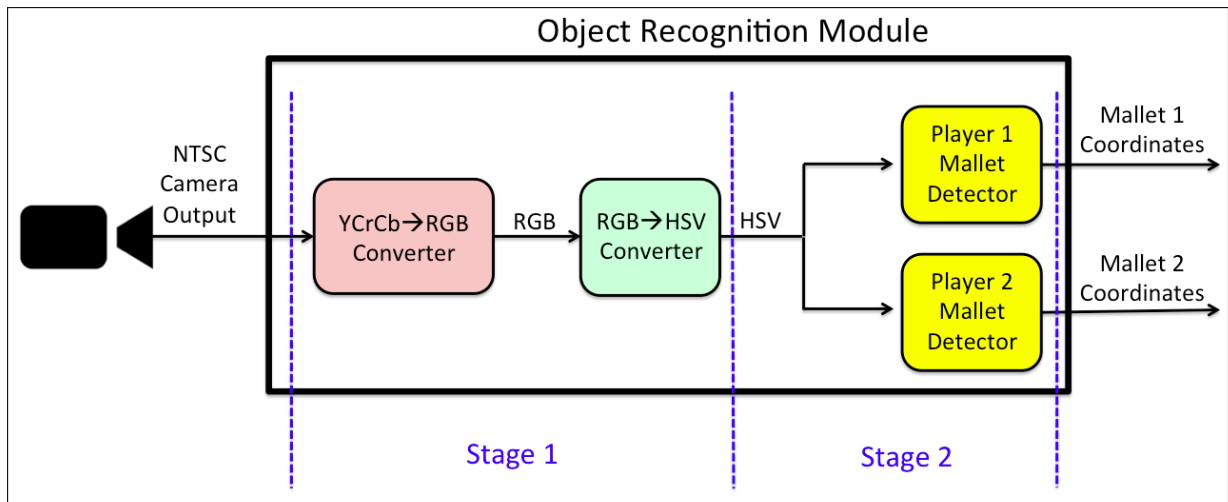 Object Recognition Module
NTSC
Camera
Output
YCrCb→RGB
Converter
RGB
RGB→HSV
Converter
HSV
Player 1
Mallet
Detector
Mallet 1
Coordinates
Player 2
Mallet
Detector
Mallet 2
Coordinates
Stage 1
Stage 2